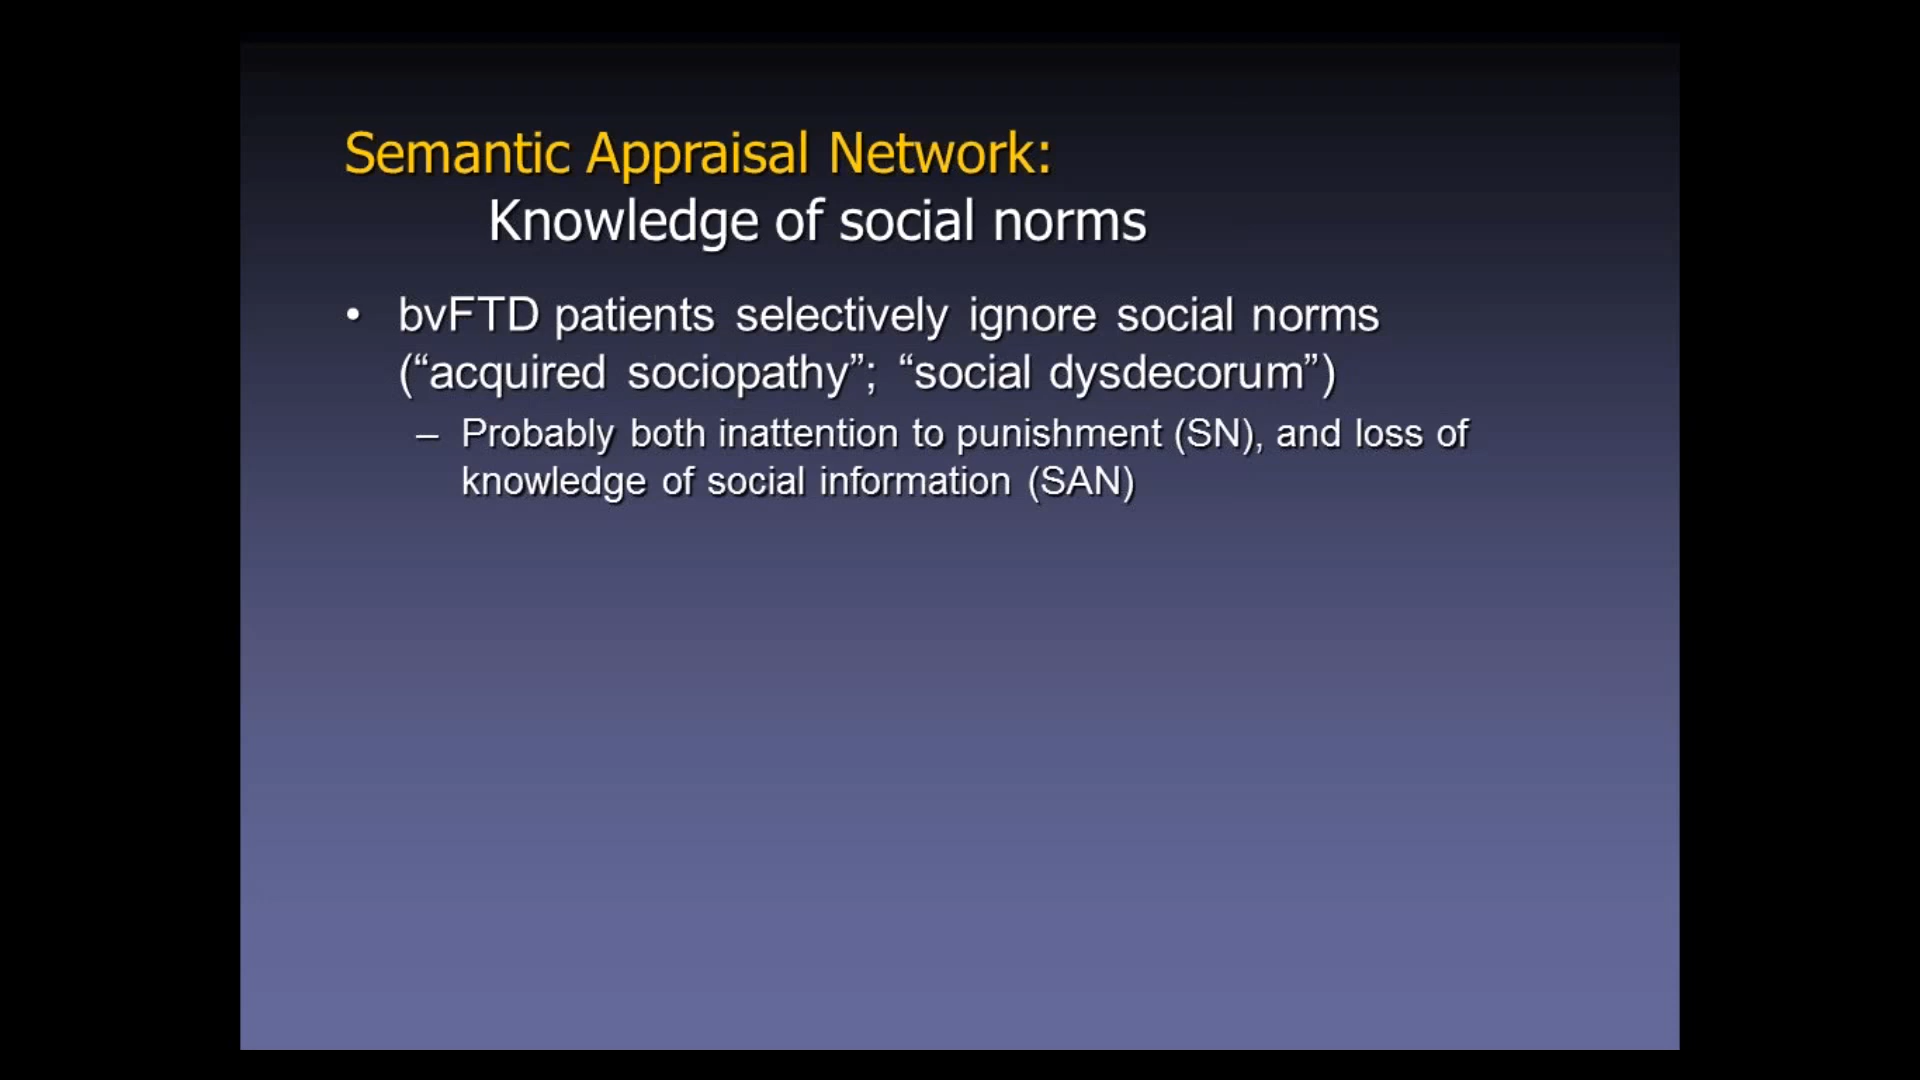 Semantic Appraisal Network:
Knowledge of social norms
• bvFTD patients selectively ignore social norms
(“acquired sociopathy”; “social dysdecorum”)
– Probably both inattention to punishment (SN), and loss of
knowledge of social information (SAN)